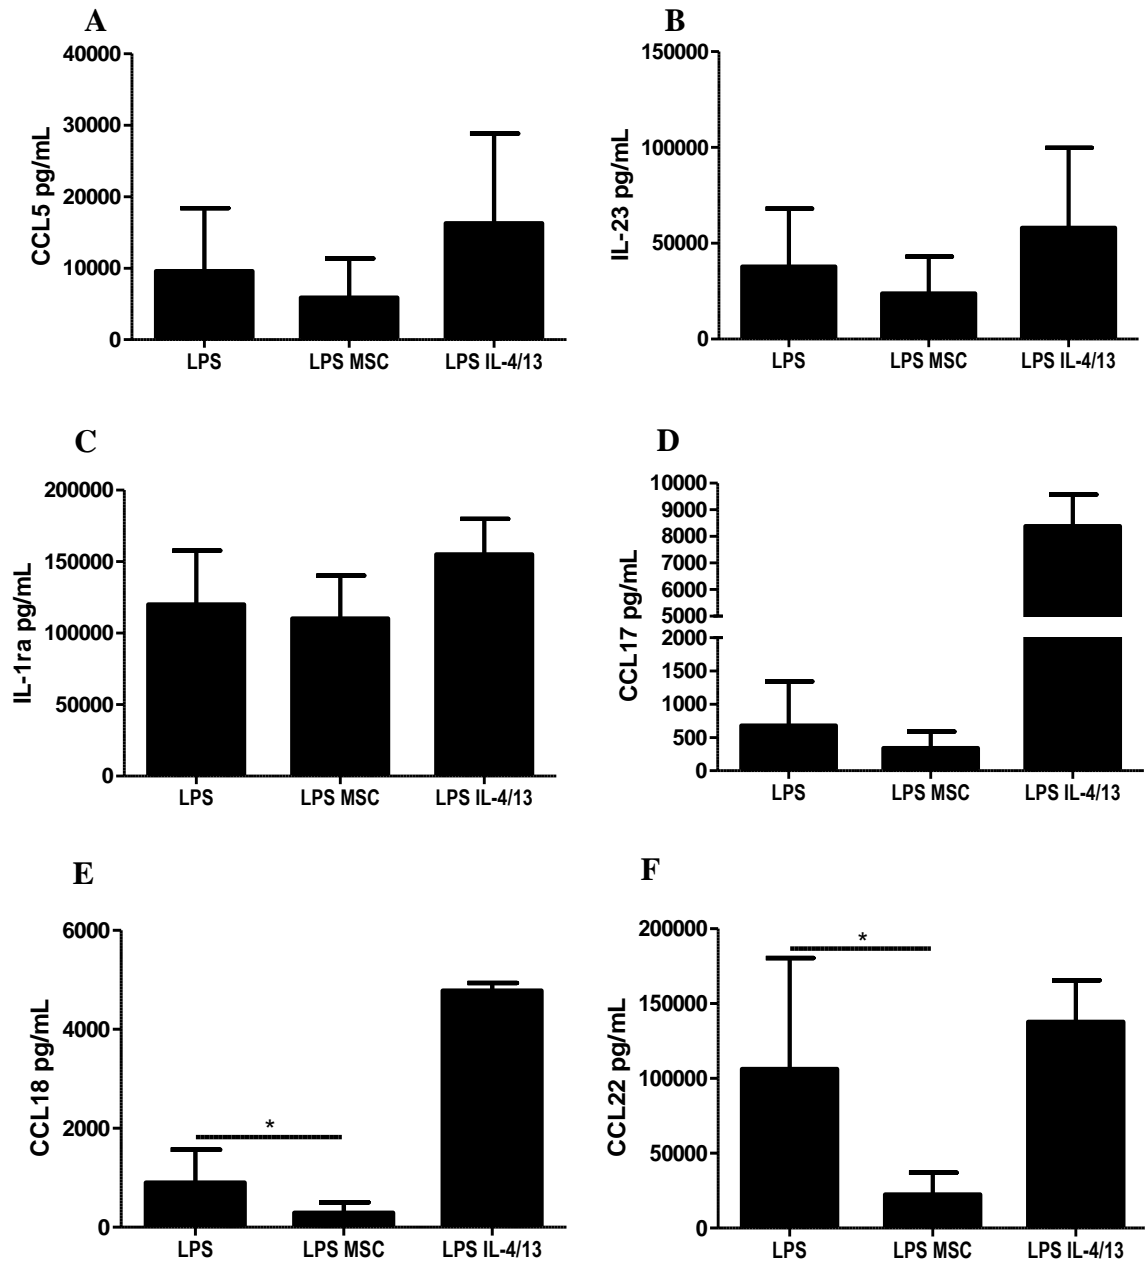 A
CCL5 pg/mL
40000
30000
20000
10000
0
LPS LPS MSC LPS IL-4/13
B
IL-23 pg/mL
150000
100000
50000
0
LPS LPS MSC LPS IL-4/13
C
IL-1ra pg/mL
200000
150000
100000
50000
0
LPS LPS MSC LPS IL-4/13
D
CCL17 pg/mL
10000
9000
8000
7000
6000
5000
2000
1500
1000
500
0
LPS LPS MSC LPS IL-4/13
E
CCL18 pg/mL
6000
4000
2000
0
*
LPS LPS MSC LPS IL-4/13
F
CCL22 pg/mL
200000
150000
100000
50000
0
*
LPS LPS MSC LPS IL-4/13